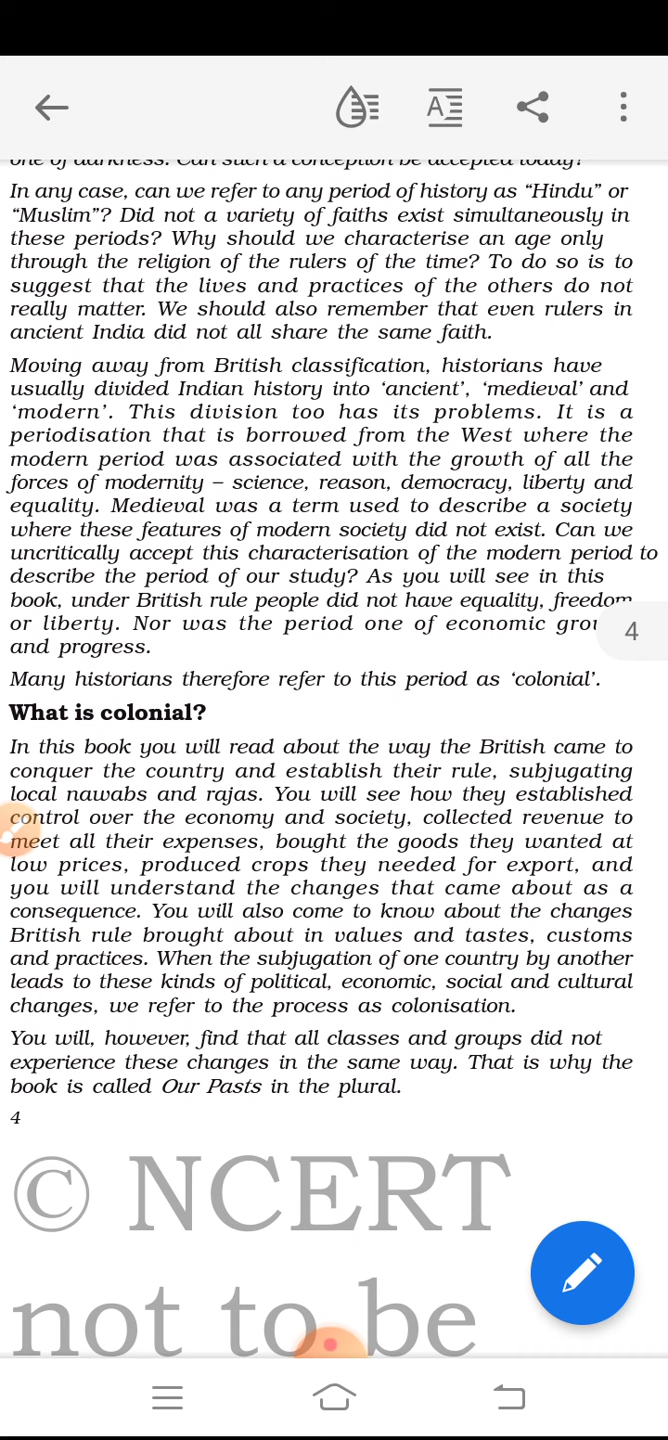 one of darkness. Can such a conception be accepted today?
In any case, can we refer to any period of history as “Hindu” or
“Muslim”? Did not a variety of faiths exist simultaneously in
these periods? Why should we characterise an age only
through the religion of the rulers of the time? To do so is to
suggest that the lives and practices of the others do not
really matter. We should also remember that even rulers in
ancient India did not all share the same faith.
Moving away from British classification, historians have
usually divided Indian history into ‘ancient’, ‘medieval’ and
‘modern’. This division too has its problems. It is a
periodisation that is borrowed from the West where the
modern period was associated with the growth of all the
forces of modernity – science, reason, democracy, liberty and
equality. Medieval was a term used to describe a society
where these features of modern society did not exist. Can we
uncritically accept this characterisation of the modern period to
describe the period of our study? As you will see in this
book, under British rule people did not have equality, freedom
or liberty. Nor was the period one of economic
4
and progress.
Many historians therefore refer to this period as ‘colonial’.
What is colonial?
In this book you will read about the way the British came to
conquer the country and establish their rule, subjugating
local nawabs and rajas. You will see how they established
control over the economy and society, collected revenue to
meet all their expenses, bought the goods they wanted at
low prices, produced crops they needed for export, and
you will understand the changes that came about as a
consequence. You will also come to know about the changes
British rule brought about in values and tastes, customs
and practices. When the subjugation of one country by another
leads to these kinds of political, economic, social and cultural
changes, we refer to the process as colonisation.
You will, however, find that all classes and groups did not
experience these changes in the same way. That is why the
book is called Our Pasts in the plural.
4
© NCERT
not to be